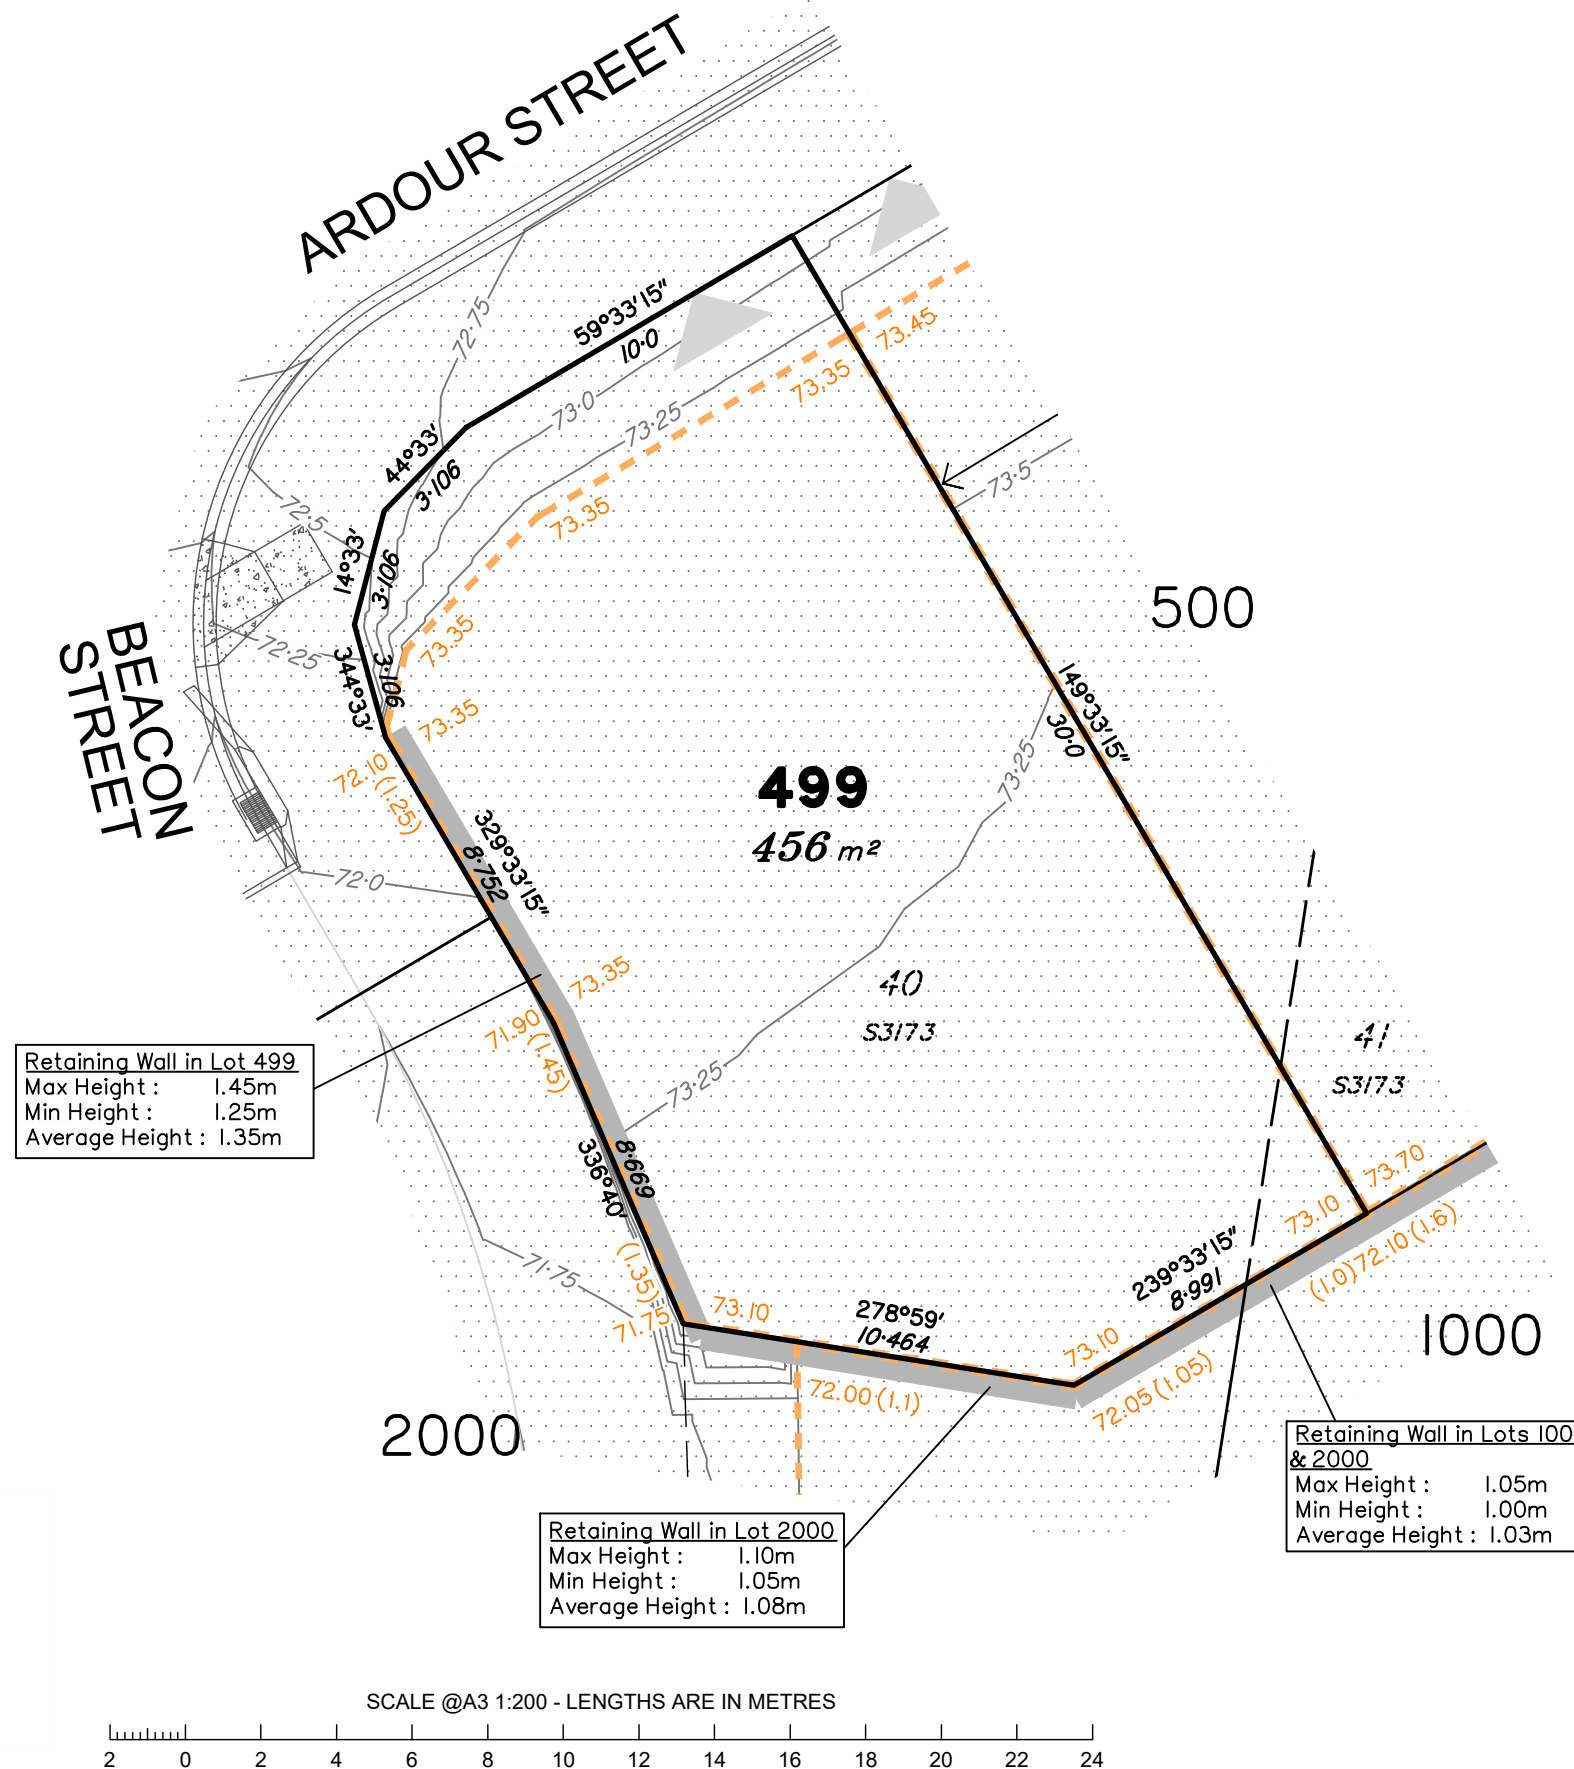 ARDOUR STREET
72·75
59°33'15"
10·0
73.45
73.35
73·0
73·25
44°33'
3·106
73.35
73·5
72·5
14°33'
3·106
500
BEACON
STREET
72·25
73.35
344°33'
3·106
73.35
149°33'15"
30·0
73·25
72.10
(1.25)
499
456 m²
329°33'15"
8·752
72·0
73.35
40
S3173
71.90
(1.45)
41
S3173
Retaining Wall in Lot 499
Max Height : 1.45m
Min Height : 1.25m
Average Height : 1.35m
73·25
8·669
336°40'
73.70
73.10
(1.0) 72.10 (1.6)
239°33'15"
8·991
71·75
(1.35)
71.75
73.10
278°59'
10·464
73.10
1000
72.00 (1.1)
72.05 (1.05)
2000
Retaining Wall in Lots 100
& 2000
Max Height : 1.05m
Min Height : 1.00m
Average Height : 1.03m
Retaining Wall in Lot 2000
Max Height : 1.10m
Min Height : 1.05m
Average Height : 1.08m
SCALE @A3 1:200 - LENGTHS ARE IN METRES
2 0 2 4 6 8 10 12 14 16 18 20 22 24